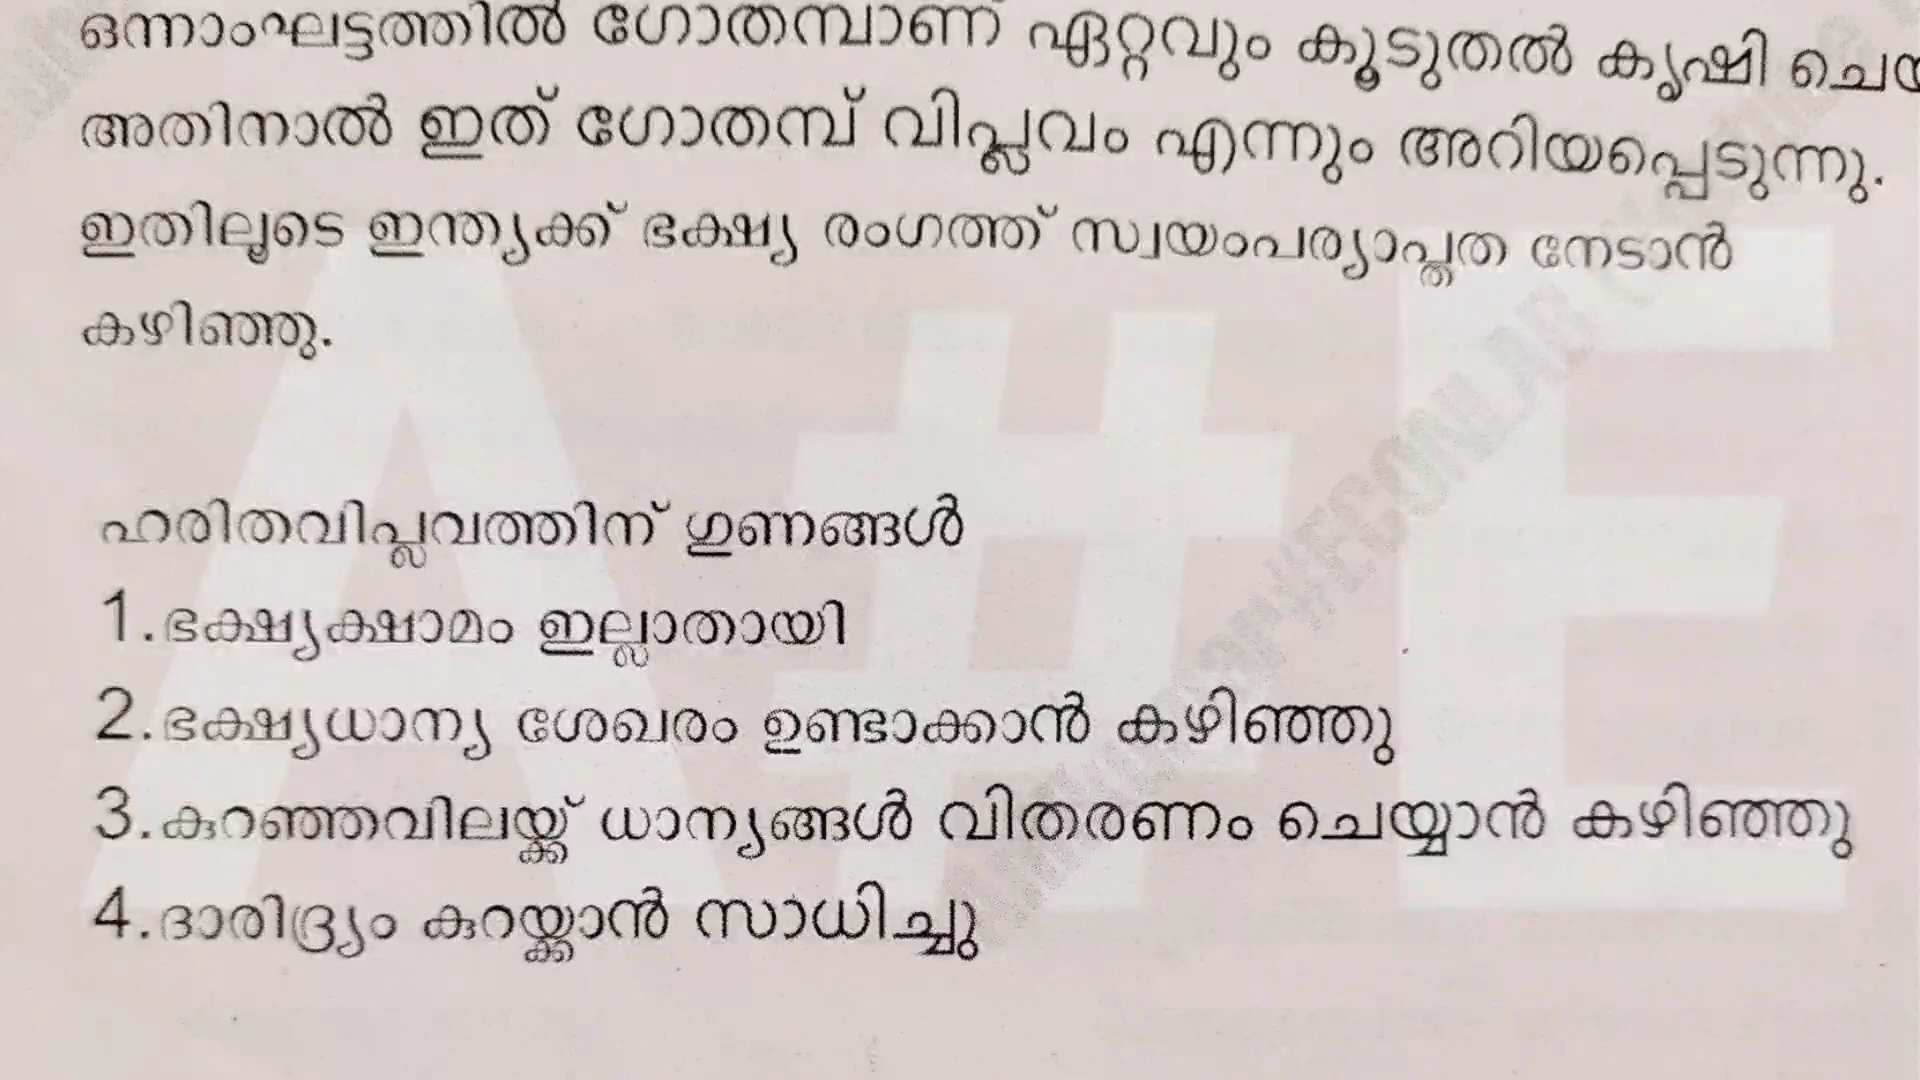 ഒന്നാംഘട്ടത്തിൽ ഗോതമ്പാണ് ഏറ്റവും കൂടുതൽ കൃഷി
അതിനാൽ ഇത് ഗോതമ്പ് വിപ്ലവം എന്നും അറിയപ്പെടുന്നു.
ഇതിലൂടെ ഇന്ത്യക്ക് ഭക്ഷ്യ രംഗത്ത് സ്വയംപര്യാപ്തത നേടാൻ
കഴിഞ്ഞു.
ഹരിതവിപ്ലവത്തിന് ഗുണങ്ങൾ
1.ഭക്ഷ്യക്ഷാമം ഇല്ലാതായി
2.ഭക്ഷ്യധാന്യ ശേഖരം ഉണ്ടാക്കാൻ കഴിഞ്ഞു
3.കുറഞ്ഞവിലയ്ക്ക് ധാന്യങ്ങൾ വിതരണം ചെയ്യാൻ കഴിഞ്ഞു
4.ദാരിദ്ര്യം കുറയ്ക്കാൻ സാധിച്ചു